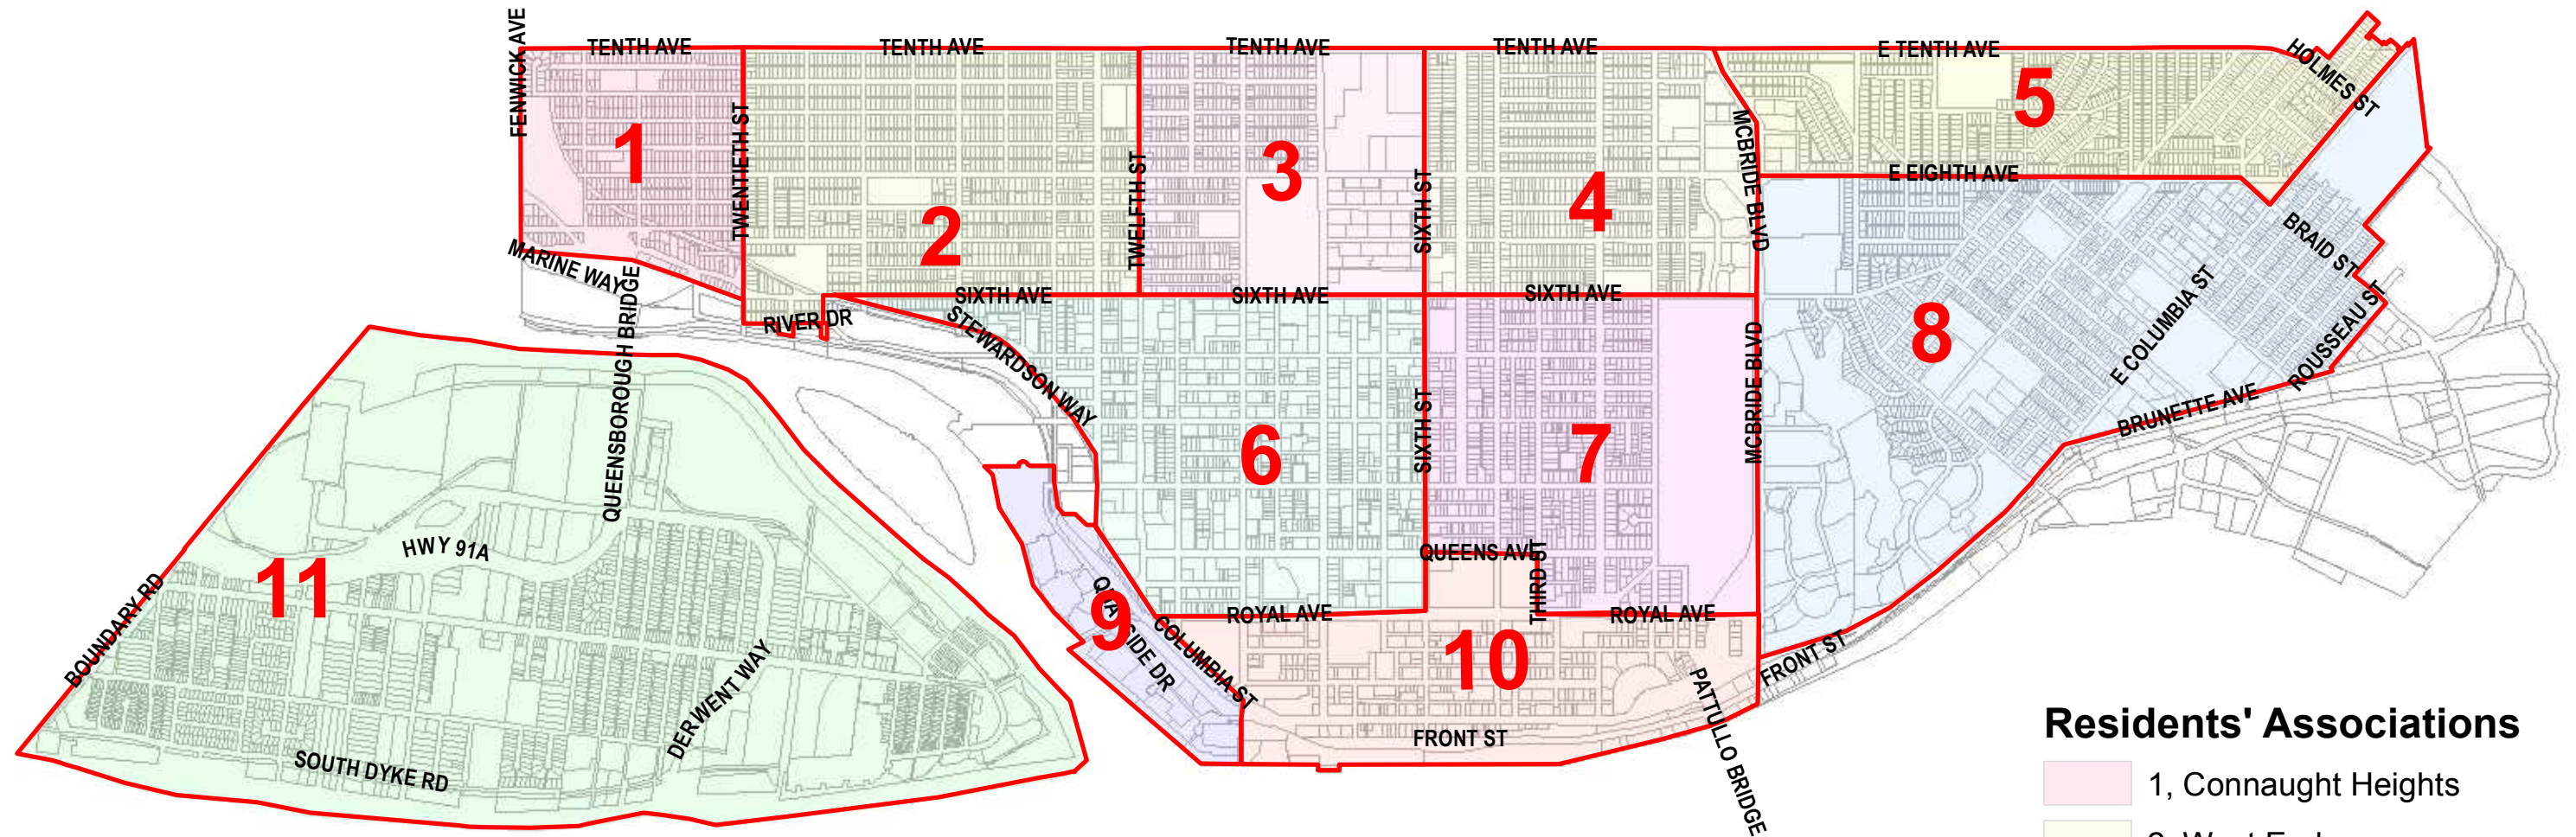 FENWICK AVE
TENTH AVE
TENTH AVE
TENTH AVE
TENTH AVE
E TENTH AVE
HOLMES ST
1
2
3
4
5
TWENTIETH ST
TWELFTH ST
SIXTH ST
MCBRIDE BLVD
E EIGHTH AVE
BRAID ST
MARINE WAY
QUEENSBOROUGH BRIDGE
RIVER DR
SIXTH AVE
SIXTH AVE
SIXTH AVE
STEWARDSON WAY
6
7
8
SIXTH ST
MCBRIDE BLVD
E COLUMBIA ST
ROUSSEAU ST
BRUNETTE AVE
HWY 91A
11
BOUNDARY RD
DERWENT WAY
SOUTH DYKE RD
9
QUAYSIDE DR
COLUMBIA ST
QUEENS AVE
THIRD ST
ROYAL AVE
ROYAL AVE
10
FRONT ST
FRONT ST
PATTULLO BRIDGE
Residents' Associations
1, Connaught Heights